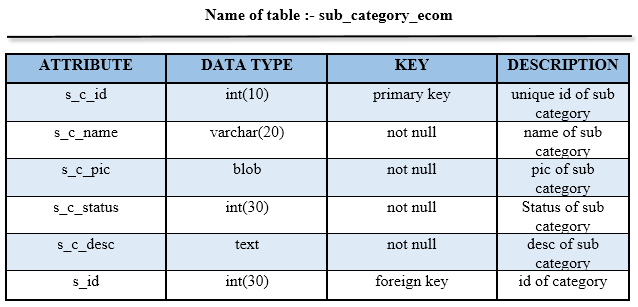 Name of table :- sub_category_ecom
ATTRIBUTE DATA TYPE KEY DESCRIPTION
s_c_id int(10) primary key unique id of sub
category
s_c_name varchar(20) not null name of sub
category
s_c_pic blob not null pic of sub
category
s_c_status int(30) not null Status of sub
category
s_c_desc text not null desc of sub
category
s_id int(30) foreign key id of category